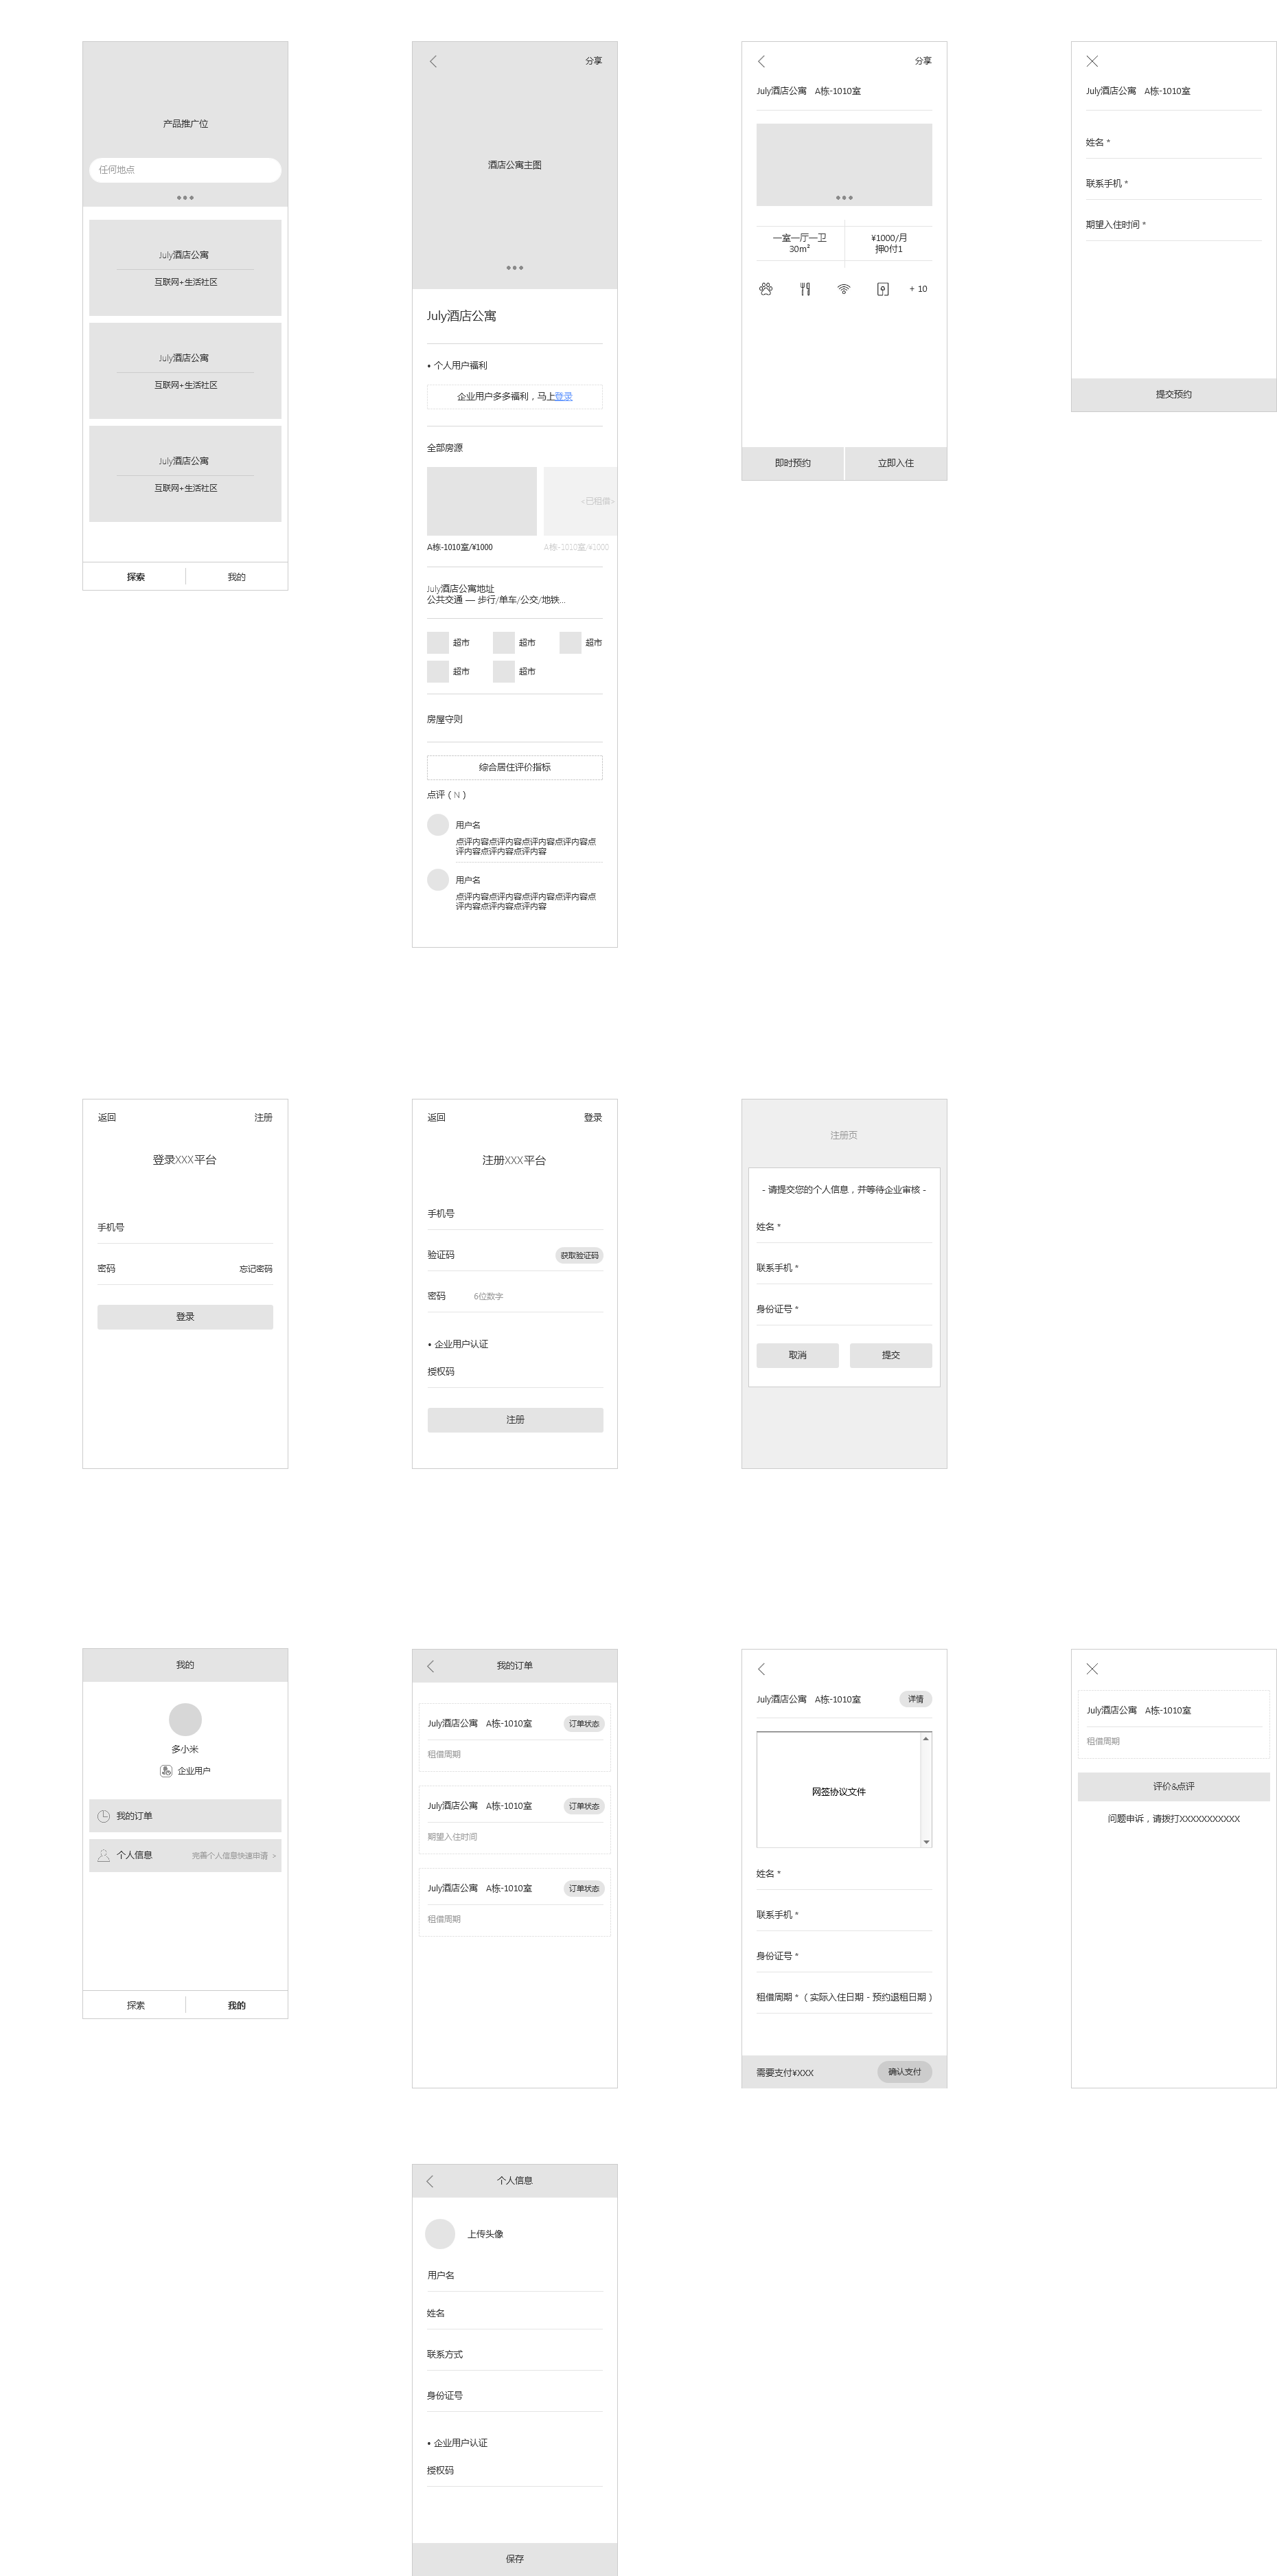 产品推广位
任何地点
July酒店公寓
互联网+生活社区
July酒店公寓
互联网+生活社区
July酒店公寓
互联网+生活社区
探索 我的
分享
酒店公寓主图
July酒店公寓
• 个人用户福利
企业用户多多福利，马上登录
全部房源
<已租借>
A栋-1010室/¥1000 A栋-1010室/¥1000
July酒店公寓地址
公共交通 — 步行/单车/公交/地铁...
超市 超市 超市
超市 超市
房屋守则
综合居住评价指标
点评（N）
用户名
点评内容点评内容点评内容点评内容点
评内容点评内容点评内容
用户名
点评内容点评内容点评内容点评内容点
评内容点评内容点评内容
分享
July酒店公寓 A栋-1010室
一室一厅一卫 ¥1000/月
30m² 押0付1
+ 10
即时预约 立即入住
July酒店公寓 A栋-1010室
姓名 *
联系手机 *
期望入住时间 *
提交预约
返回 注册
登录XXX平台
手机号
密码 忘记密码
登录
返回 登录
注册XXX平台
手机号
验证码 获取验证码
密码 6位数字
• 企业用户认证
授权码
注册
注册页
- 请提交您的个人信息，并等待企业审核 -
姓名 *
联系手机 *
身份证号 *
取消 提交
我的
多小米
企业用户
我的订单
个人信息 完善个人信息快速申请 >
探索 我的
我的订单
July酒店公寓 A栋-1010室 订单状态
租借周期
July酒店公寓 A栋-1010室 订单状态
期望入住时间
July酒店公寓 A栋-1010室 订单状态
租借周期
July酒店公寓 A栋-1010室 详情
网签协议文件
姓名 *
联系手机 *
身份证号 *
租借周期 *（实际入住日期 - 预约退租日期）
需要支付¥XXX 确认支付
July酒店公寓 A栋-1010室
租借周期
评价&点评
问题申诉，请拨打XXXXXXXXXXX
个人信息
上传头像
用户名
姓名
联系方式
身份证号
• 企业用户认证
授权码
保存